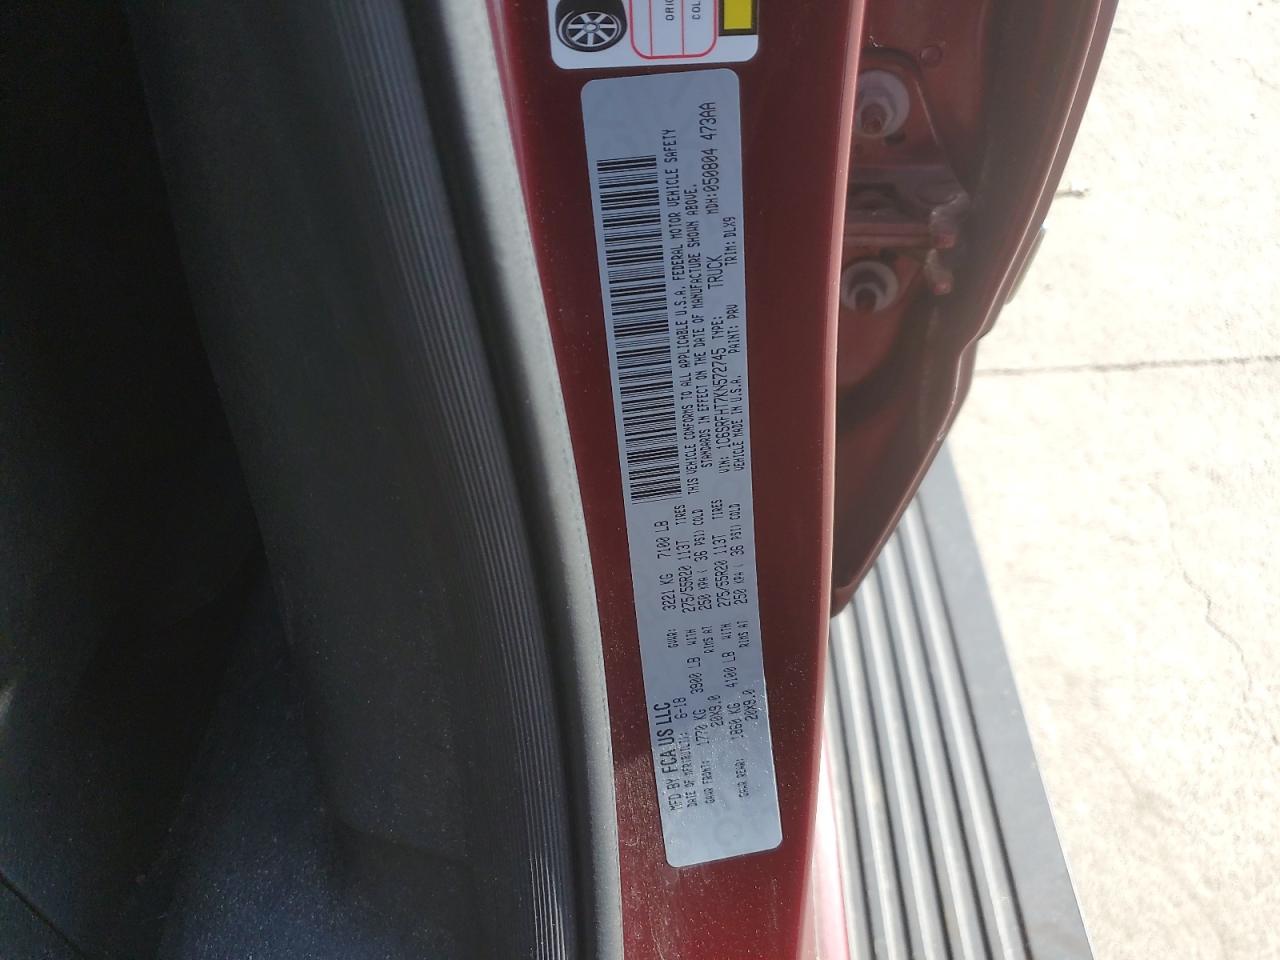 MFD BY FCA US LLC
DATE OF MFR(BUILT): 6-18 GVWR: 3221 KG 7100 LB
GAWR FRONT: 1770 KG 3900 LB WITH 275/55R20 113T TIRES
20X9.0 RIMS AT 250 KPA ( 36 PSI) COLD
GAWR REAR: 1860 KG 4100 LB WITH 275/55R20 113T TIRES
20X9.0 RIMS AT 250 KPA ( 36 PSI) COLD
THIS VEHICLE CONFORMS TO ALL APPLICABLE U.S.A. FEDERAL MOTOR VEHICLE SAFETY
STANDARDS IN EFFECT ON THE DATE OF MANUFACTURE SHOWN ABOVE.
VIN: 1C6SRFHT7KN572745 TYPE: TRUCK MDH:050804 473AA
VEHICLE MADE IN U.S.A. PAINT: PRV TRIM: DLX9